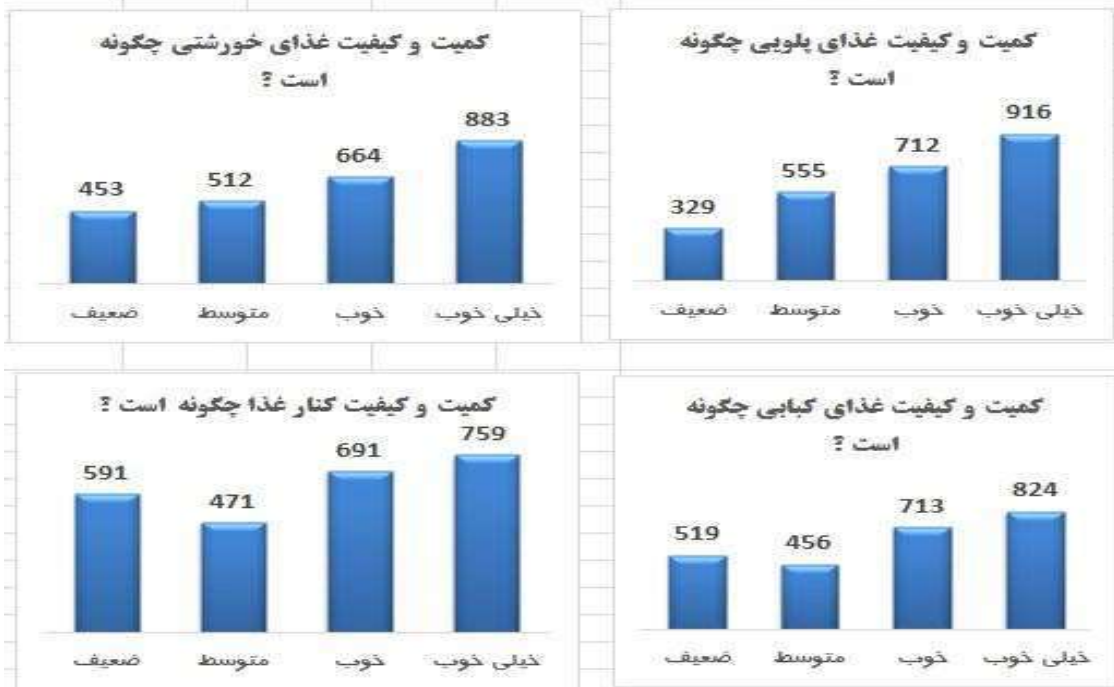 کمیت و کیفیت غذای پلویی چگونه
است ؟
916
712
555
329
خیلی خوب
خوب
متوسط
ضعیف
کمیت و کیفیت غذای خورشتی چگونه
است ؟
883
664
512
453
خیلی خوب
خوب
متوسط
ضعیف
کمیت و کیفیت غذای کبابی چگونه
است ؟
824
713
456
519
خیلی خوب
خوب
متوسط
ضعیف
کمیت و کیفیت کنار غذا چگونه است ؟
759
691
471
591
خیلی خوب
خوب
متوسط
ضعیف